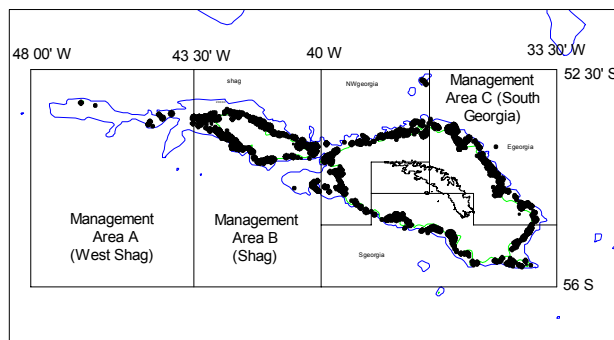 48 00' W
43 30' W
40 W
33 30' W
52 30' S
shag
NWgeorgia
Management
Area C (South
Georgia)
Egeorgia
Management
Area A
(West Shag)
Management
Area B
(Shag)
Sgeorgia
56 S